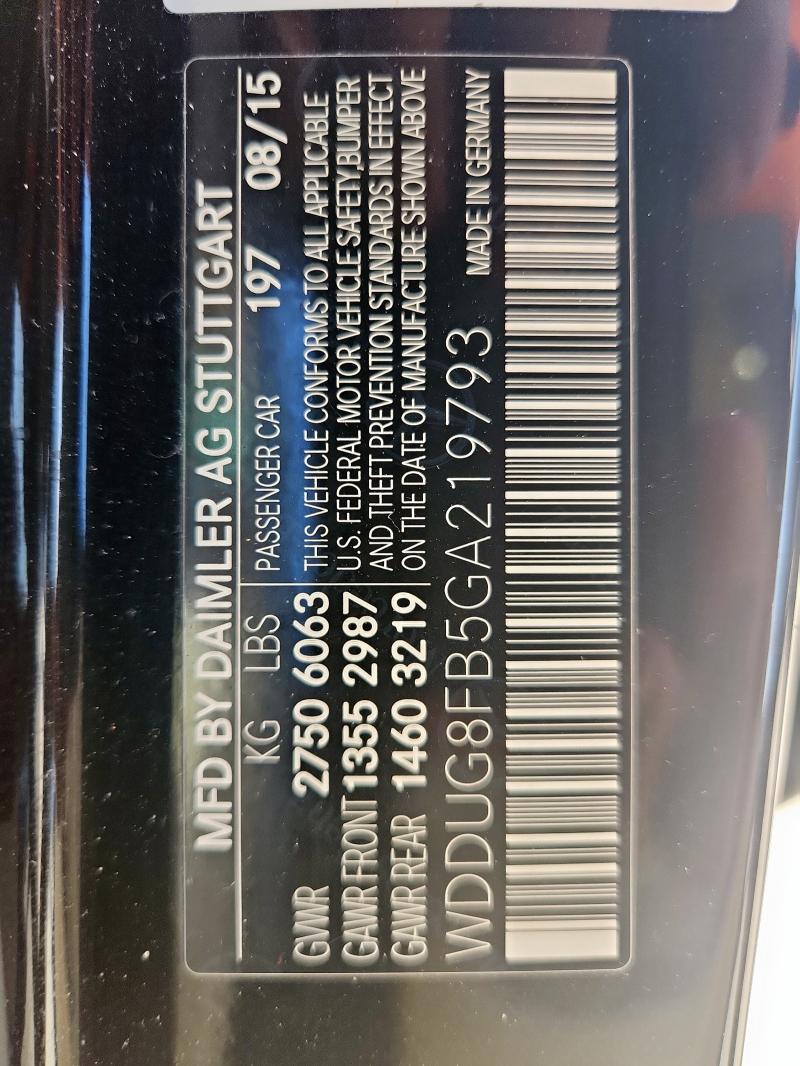 MFD BY DAIMLER AG STUTTGART
KG LBS PASSENGER CAR 197 08/15
GVWR 2750 6063 THIS VEHICLE CONFORMS TO ALL APPLICABLE
GAWR FRONT 1355 2987 U.S. FEDERAL MOTOR VEHICLE SAFETY,BUMPER
GAWR REAR 1460 3219 AND THEFT PREVENTION STANDARDS IN EFFECT
ON THE DATE OF MANUFACTURE SHOWN ABOVE
WDDUG8FB5GA219793 MADE IN GERMANY